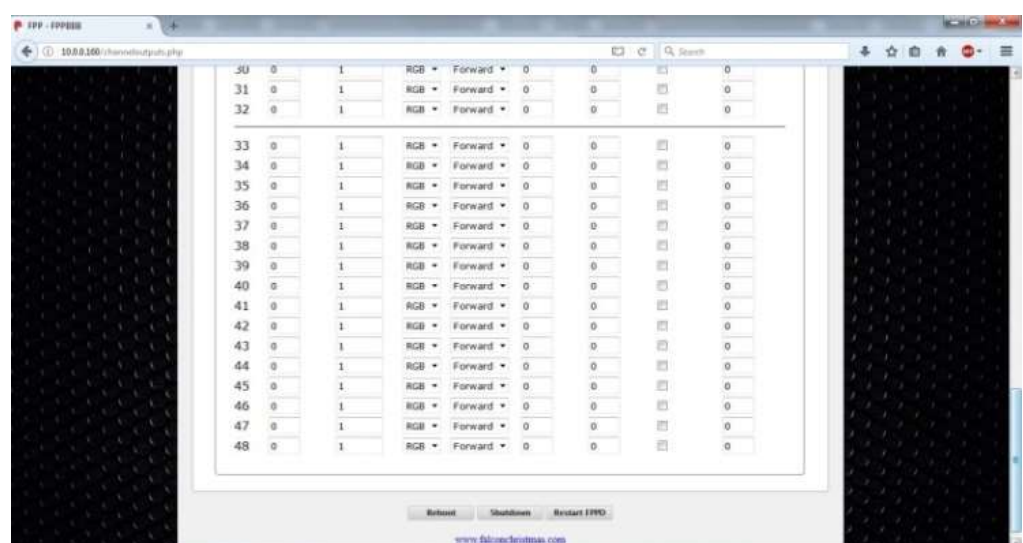 FPP - FPPBBB
10.0.0.100/channeloutputs.php
Search
30 0 1 RGB Forward 0 0 0
31 0 1 RGB Forward 0 0 0
32 0 1 RGB Forward 0 0 0
33 0 1 RGB Forward 0 0 0
34 0 1 RGB Forward 0 0 0
35 0 1 RGB Forward 0 0 0
36 0 1 RGB Forward 0 0 0
37 0 1 RGB Forward 0 0 0
38 0 1 RGB Forward 0 0 0
39 0 1 RGB Forward 0 0 0
40 0 1 RGB Forward 0 0 0
41 0 1 RGB Forward 0 0 0
42 0 1 RGB Forward 0 0 0
43 0 1 RGB Forward 0 0 0
44 0 1 RGB Forward 0 0 0
45 0 1 RGB Forward 0 0 0
46 0 1 RGB Forward 0 0 0
47 0 1 RGB Forward 0 0 0
48 0 1 RGB Forward 0 0 0
Reboot Shutdown Restart FPPD
www.falconchristmas.com